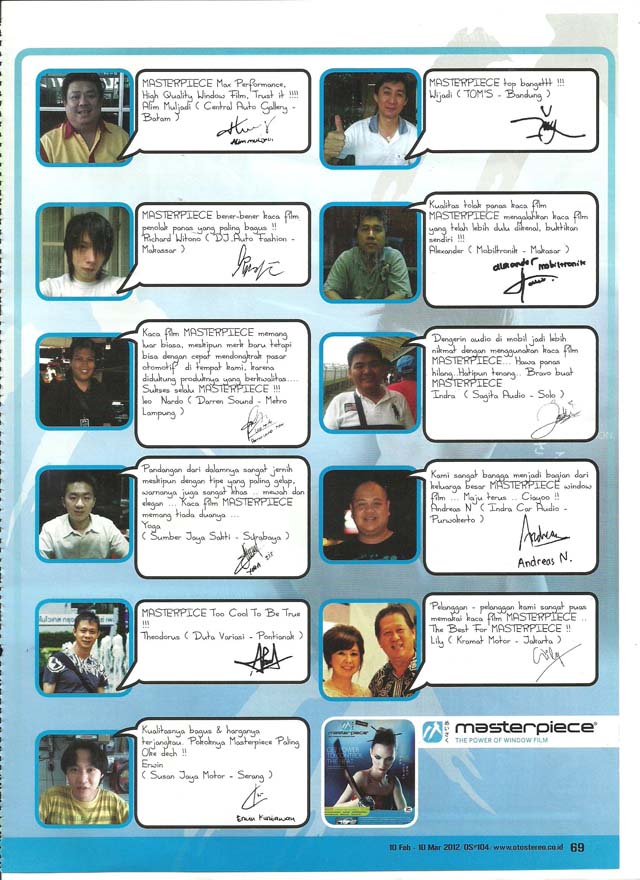 MASTERPIECE Max Performance,
High Quality Window Film, Trust it !!!!
Alim Muljadi ( Central Auto Gallery -
Batam )
ALIM MULJADI
MASTERPIECE top bangettt !!!
Wijadi ( TOM'S - Bandung )
MASTERPIECE bener-bener kaca film
penolak panas yang paling bagus !!
Richard Witono ( DJ.Auto Fashion -
Makassar )
Kualitas tolak panas kaca film
MASTERPIECE mengalahkan kaca film
yang telah lebih dulu dikenal, buktikan
sendiri !!!
Alexander ( Mobiltronik - Makasar )
alexander mobiltronik
Kaca film MASTERPIECE memang
luar biasa, meskipun merk baru tetapi
bisa dengan cepat mendongkrak pasar
otomotif di tempat kami, karena
didukung produknya yang berkualitas....
Sukses selalu MASTERPIECE !!!
leo Nardo ( Darren Sound - Metro
Lampung )
Dengerin audio di mobil jadi lebih
nikmat dengan menggunakan kaca film
MASTERPIECE... Hawa panas
hilang..Hatipun tenang... Bravo buat
MASTERPIECE
Indra ( Sagita Audio - Solo )
Pandangan dari dalamnya sangat jernih
meskipun dengan tipe yang paling gelap,
warnanya juga sangat khas .. mewah dan
elegan ... Kaca film MASTERPIECE
memang tiada duanya ...
Yoga
( Sumber Jaya Sakti - Surabaya )
YOGA SJS
Kami sangat bangga menjadi bagian dari
keluarga besar MASTERPIECE window
film ... Maju terus .. Ciayoo !!
Andreas N ( Indra Car Audio -
Purwokerto )
Andreas N.
MASTERPICE Too Cool To Be True
!!!
Theodorus ( Duta Variasi - Pontianak )
Pelanggan - pelanggan kami sangat puas
memakai kaca film MASTERPIECE ..
The Best For MASTERPIECE !!
Lily ( Kramat Motor - Jakarta )
Kualitasnya bagus & harganya
terjangkau. Pokoknya Masterpiece Paling
Oke dech !!
Erwin
( Susan Jaya Motor - Serang )
Erwin Kurniawan
masterpiece
masterpiece®
THE POWER OF WINDOW FILM
10 Feb - 10 Mar 2012/OS#104/www.otostereo.co.id 69